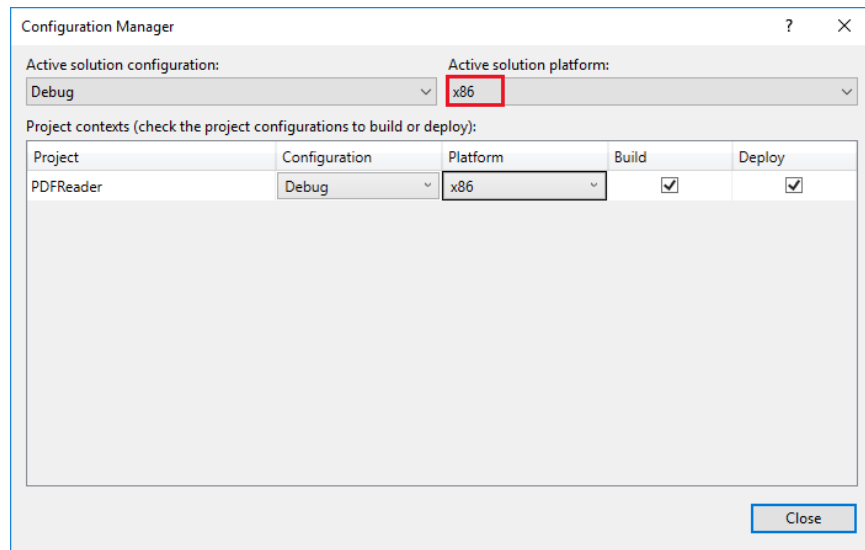 Configuration Manager ?
Active solution configuration: Active solution platform:
Debug x86
Project contexts (check the project configurations to build or deploy):
Project Configuration Platform Build Deploy
PDFReader Debug x86
Close